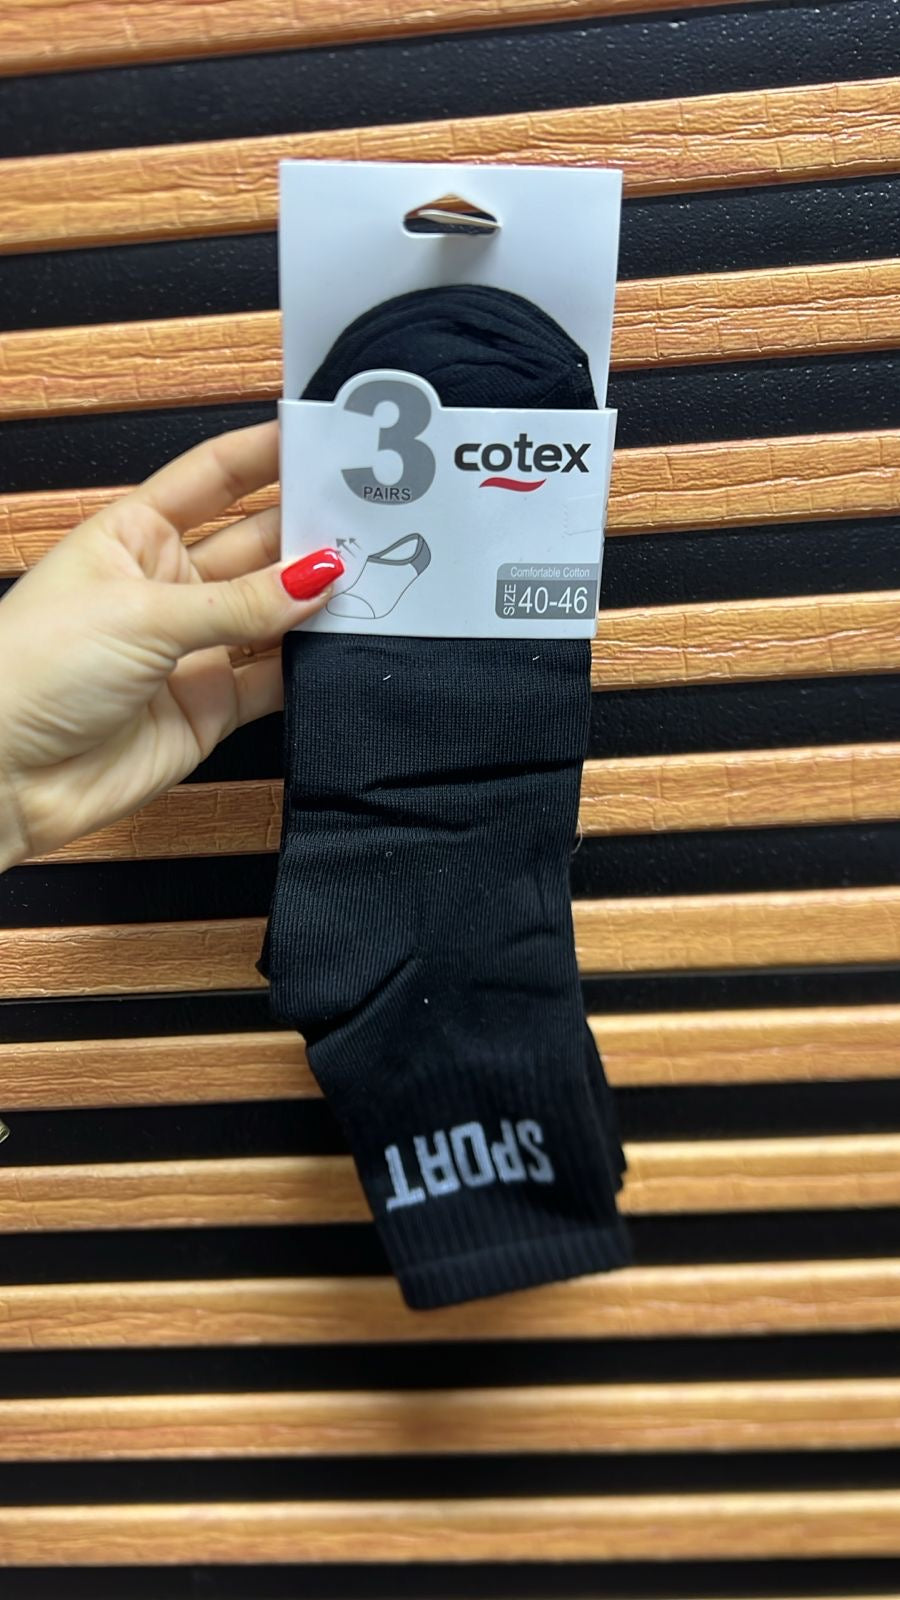 3
PAIRS
cotex
Comfortable Cotton
SIZE 40-46
SPORT